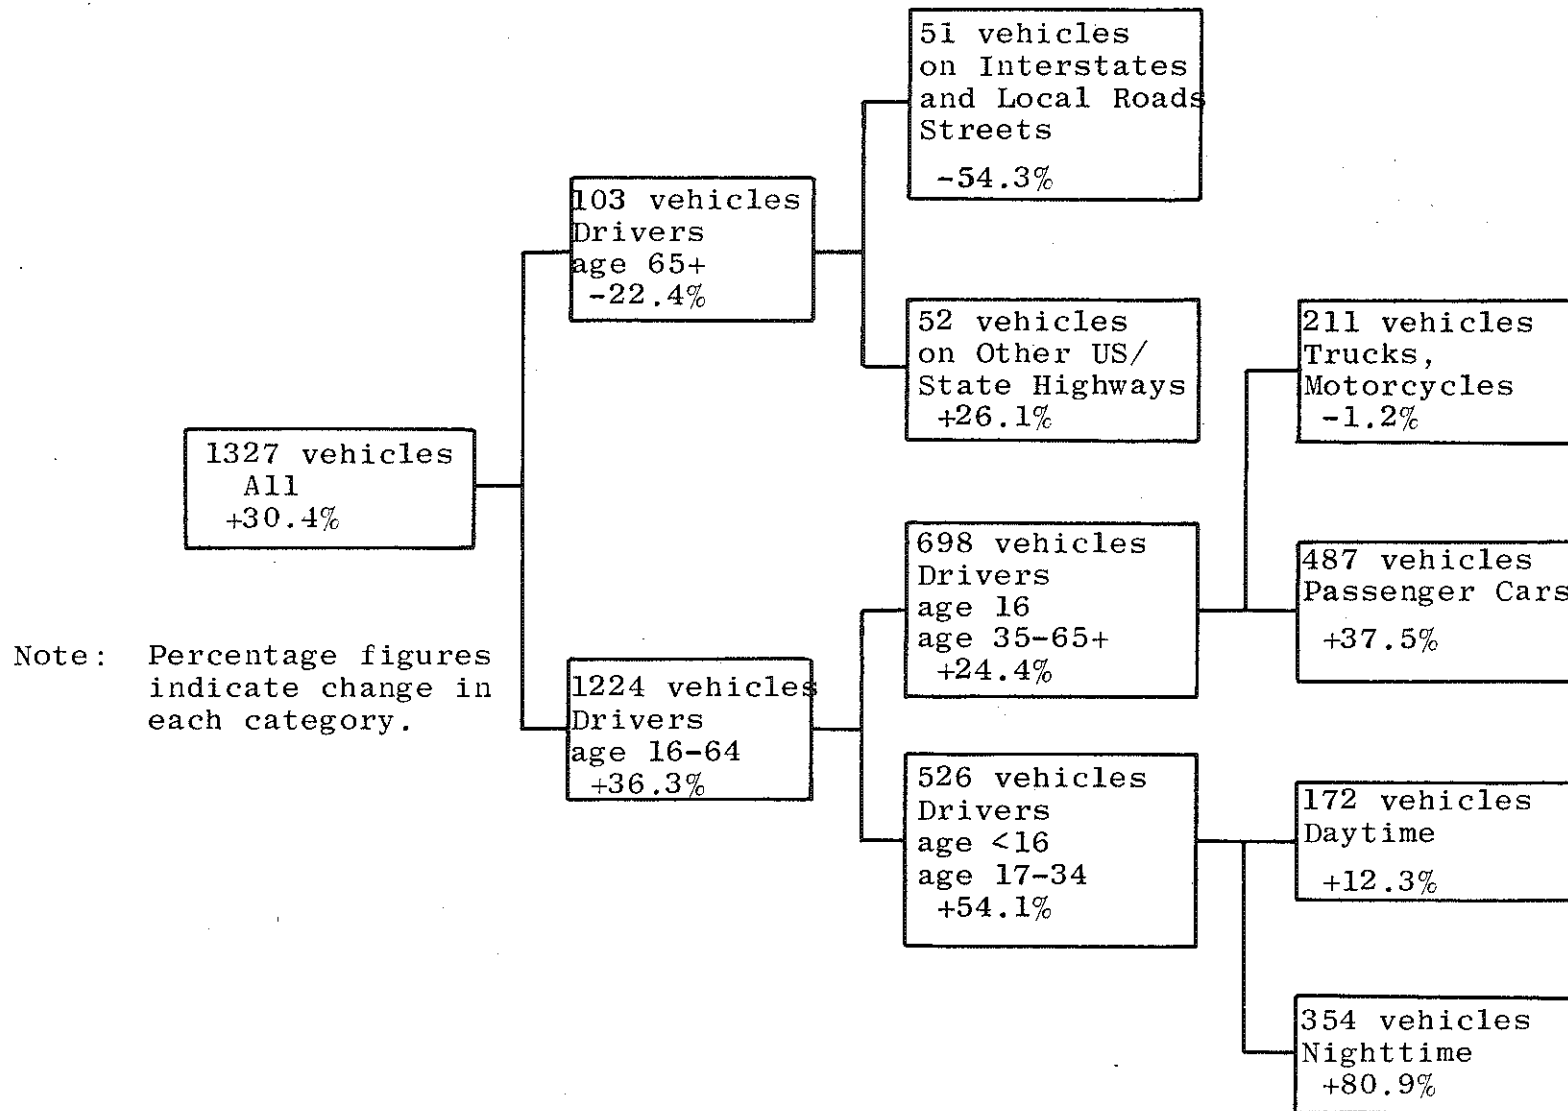 51 vehicles
on Interstates
and Local Roads
Streets
-54.3%
103 vehicles
Drivers
age 65+
-22.4%
52 vehicles
on Other US/
State Highways
+26.1%
211 vehicles
Trucks,
Motorcycles
-1.2%
1327 vehicles
All
+30.4%
698 vehicles
Drivers
age 16
age 35-65+
+24.4%
487 vehicles
Passenger Cars
+37.5%
Note: Percentage figures
indicate change in
each category.
1224 vehicles
Drivers
age 16-64
+36.3%
526 vehicles
Drivers
age <16
age 17-34
+54.1%
172 vehicles
Daytime
+12.3%
354 vehicles
Nighttime
+80.9%